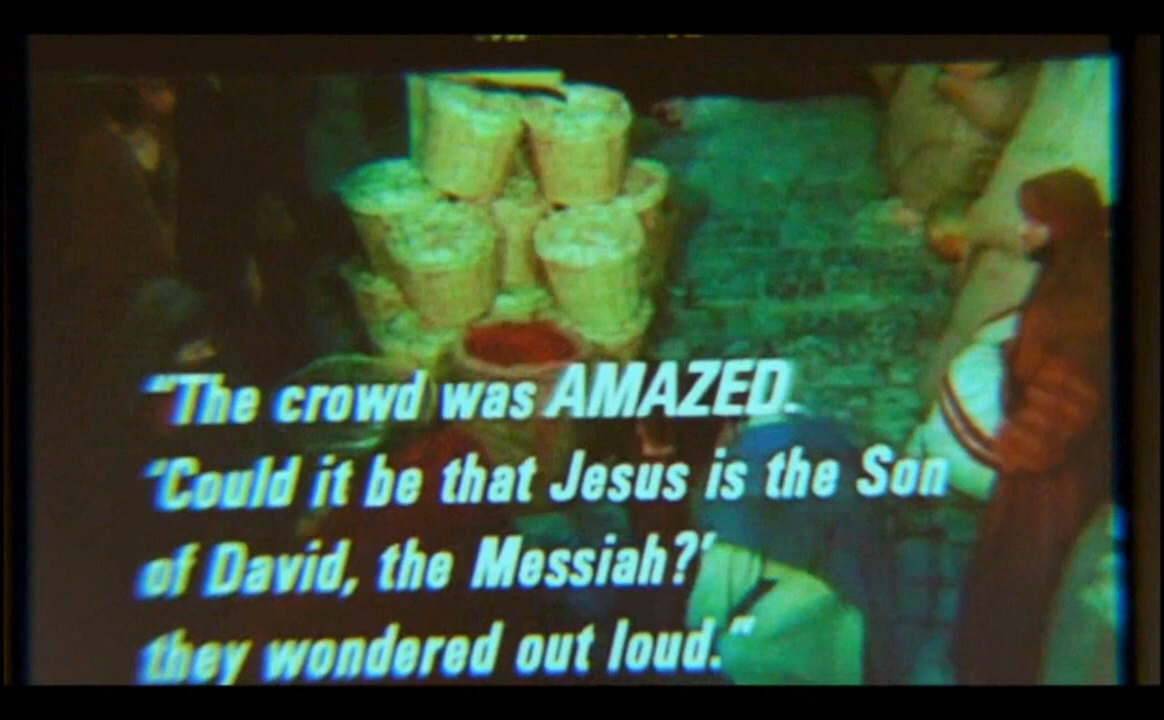 "The crowd was AMAZED.
'Could it be that Jesus is the Son
of David, the Messiah?'
they wondered out loud."